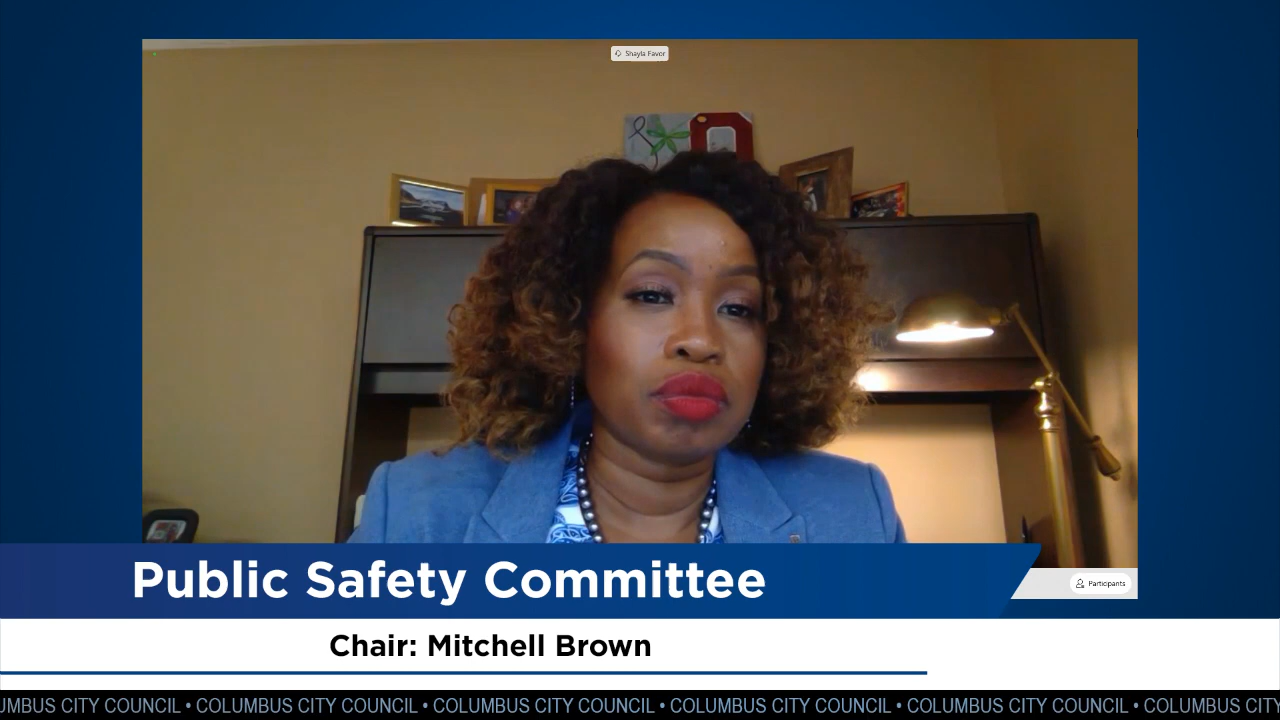 Shayla Favor
Participants
Public Safety Committee
Chair: Mitchell Brown
UMBUS CITY COUNCIL • COLUMBUS CITY COUNCIL • COLUMBUS CITY COUNCIL • COLUMBUS CITY COUNCIL • COLUMBUS CITY COUNCIL • COLUMBUS CITY